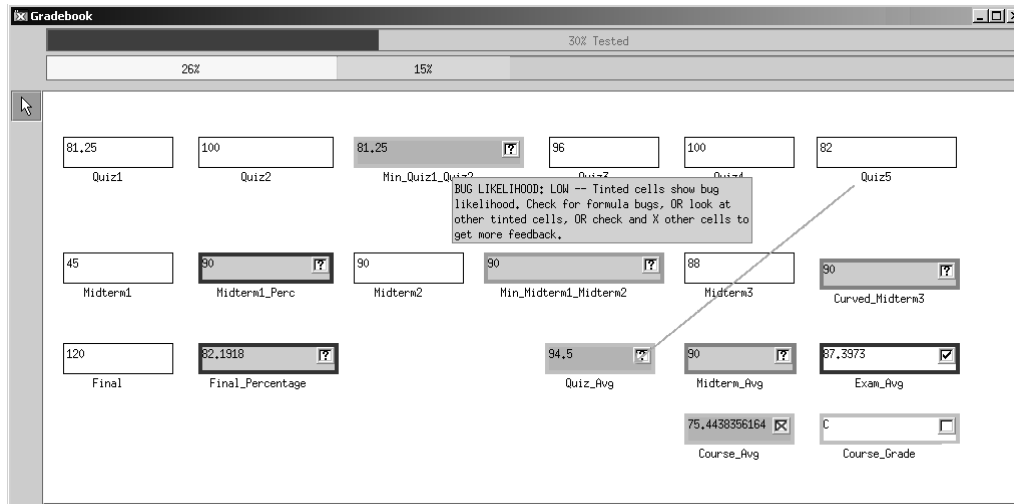 Gradebook
30% Tested
26% 15%
81.25 100 81.25 ? 96 100 82
Quiz1 Quiz2 Min_Quiz1_Quiz2 Quiz3 Quiz4 Quiz5
BUG LIKELIHOOD: LOW -- Tinted cells show bug
likelihood. Check for formula bugs, OR look at
other tinted cells, OR check and X other cells to
get more feedback.
45 90 ? 90 90 ? 88 90 ?
Midterm1 Midterm1_Perc Midterm2 Min_Midterm1_Midterm2 Midterm3 Curved_Midterm3
120 82.1918 ? 94.5 ? 90 ? 87.3973
Final Final_Percentage Quiz_Avg Midterm_Avg Exam_Avg
75.4438356164 C
Course_Avg Course_Grade